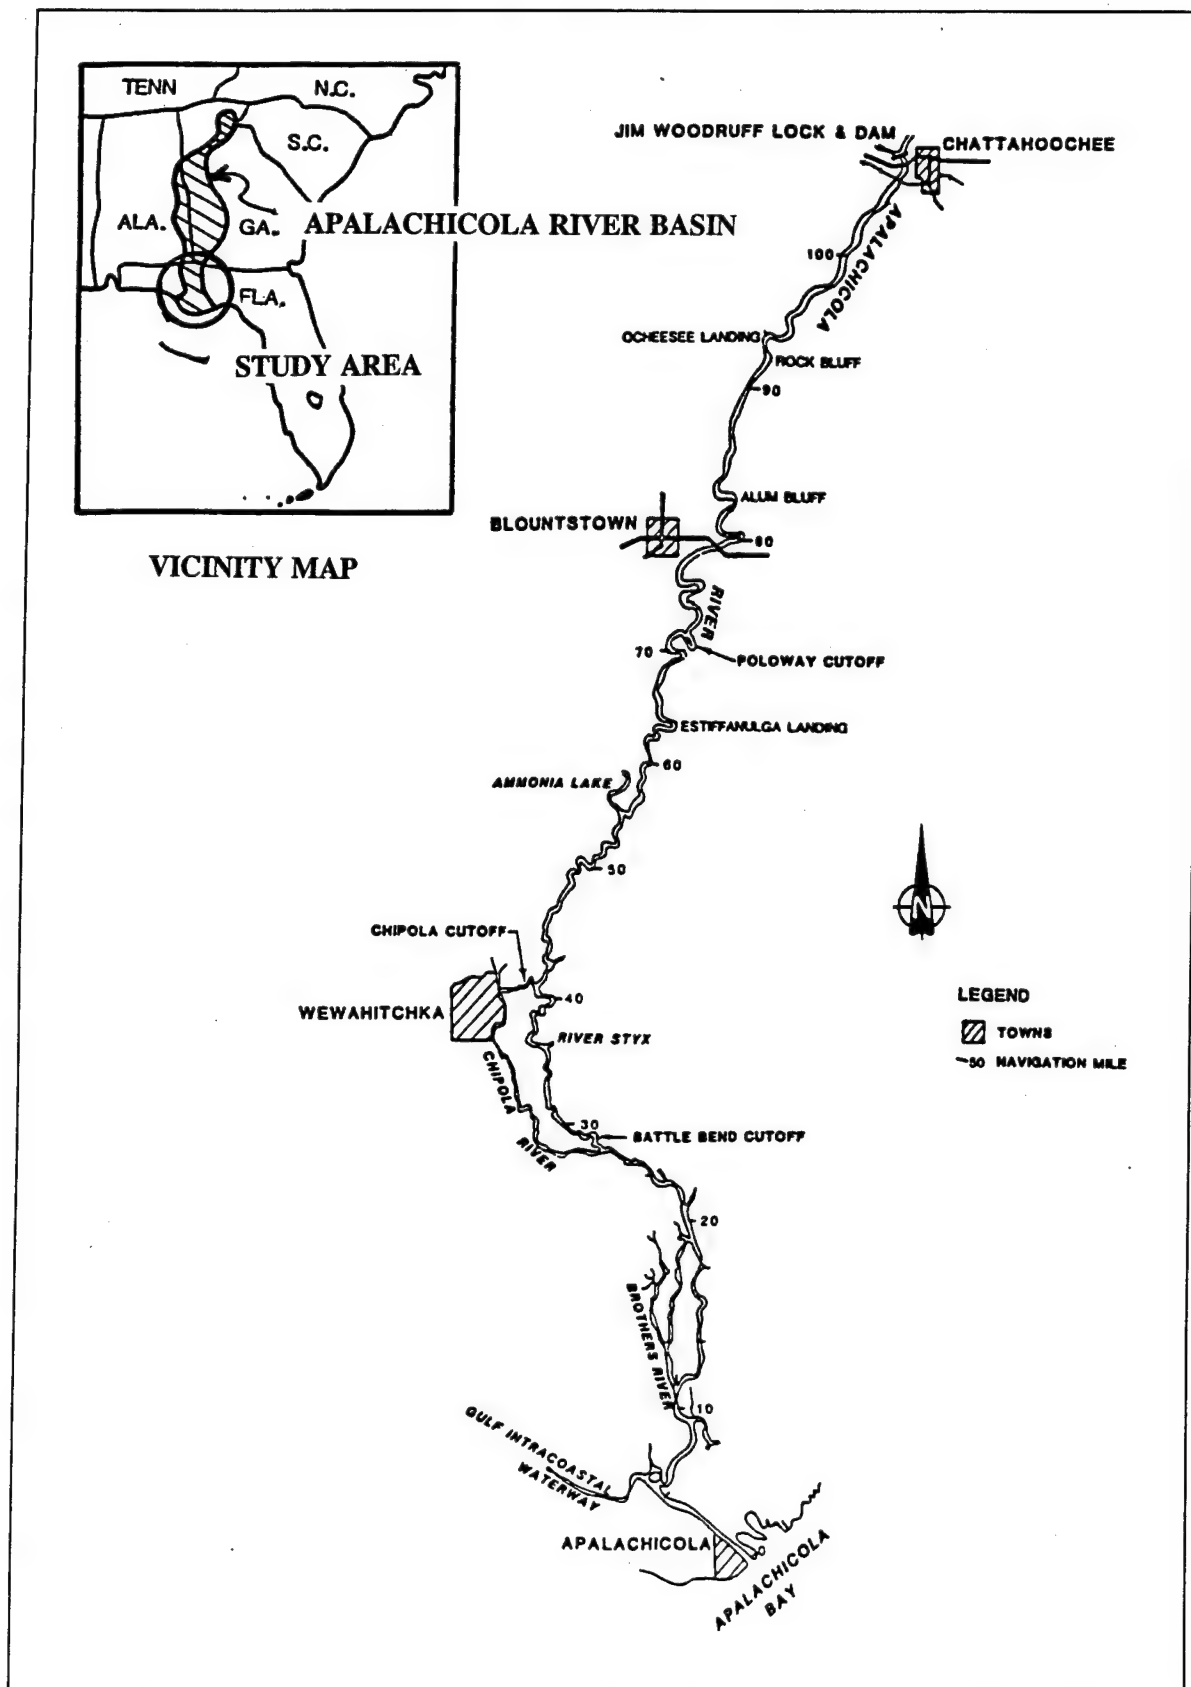 TENN
N.C.
S.C.
ALA.
GA.
APALACHICOLA RIVER BASIN
FLA.
STUDY AREA
VICINITY MAP
JIM WOODRUFF LOCK & DAM
CHATTAHOOCHEE
APALACHICOLA
100
OCHEESEE LANDING
ROCK BLUFF
90
ALUM BLUFF
BLOUNTSTOWN
80
RIVER
70
POLOWAY CUTOFF
ESTIFFANULGA LANDING
60
AMMONIA LAKE
50
CHIPOLA CUTOFF
WEWAHITCHKA
40
RIVER STYX
CHIPOLA
RIVER
30
BATTLE BEND CUTOFF
20
BROTHERS RIVER
10
GULF INTRACOASTAL
WATERWAY
APALACHICOLA
APALACHICOLA
BAY
N
LEGEND
TOWNS
50 NAVIGATION MILE